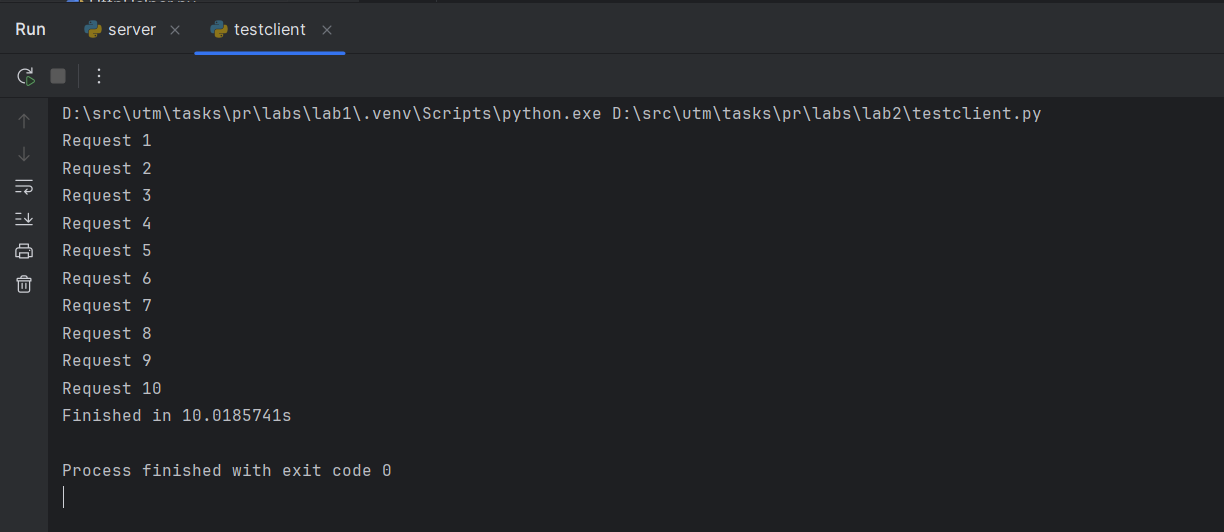 Run server testclient
D:\src\utm\tasks\pr\labs\lab1\.venv\Scripts\python.exe D:\src\utm\tasks\pr\labs\lab2\testclient.py
Request 1
Request 2
Request 3
Request 4
Request 5
Request 6
Request 7
Request 8
Request 9
Request 10
Finished in 10.0185741s
Process finished with exit code 0